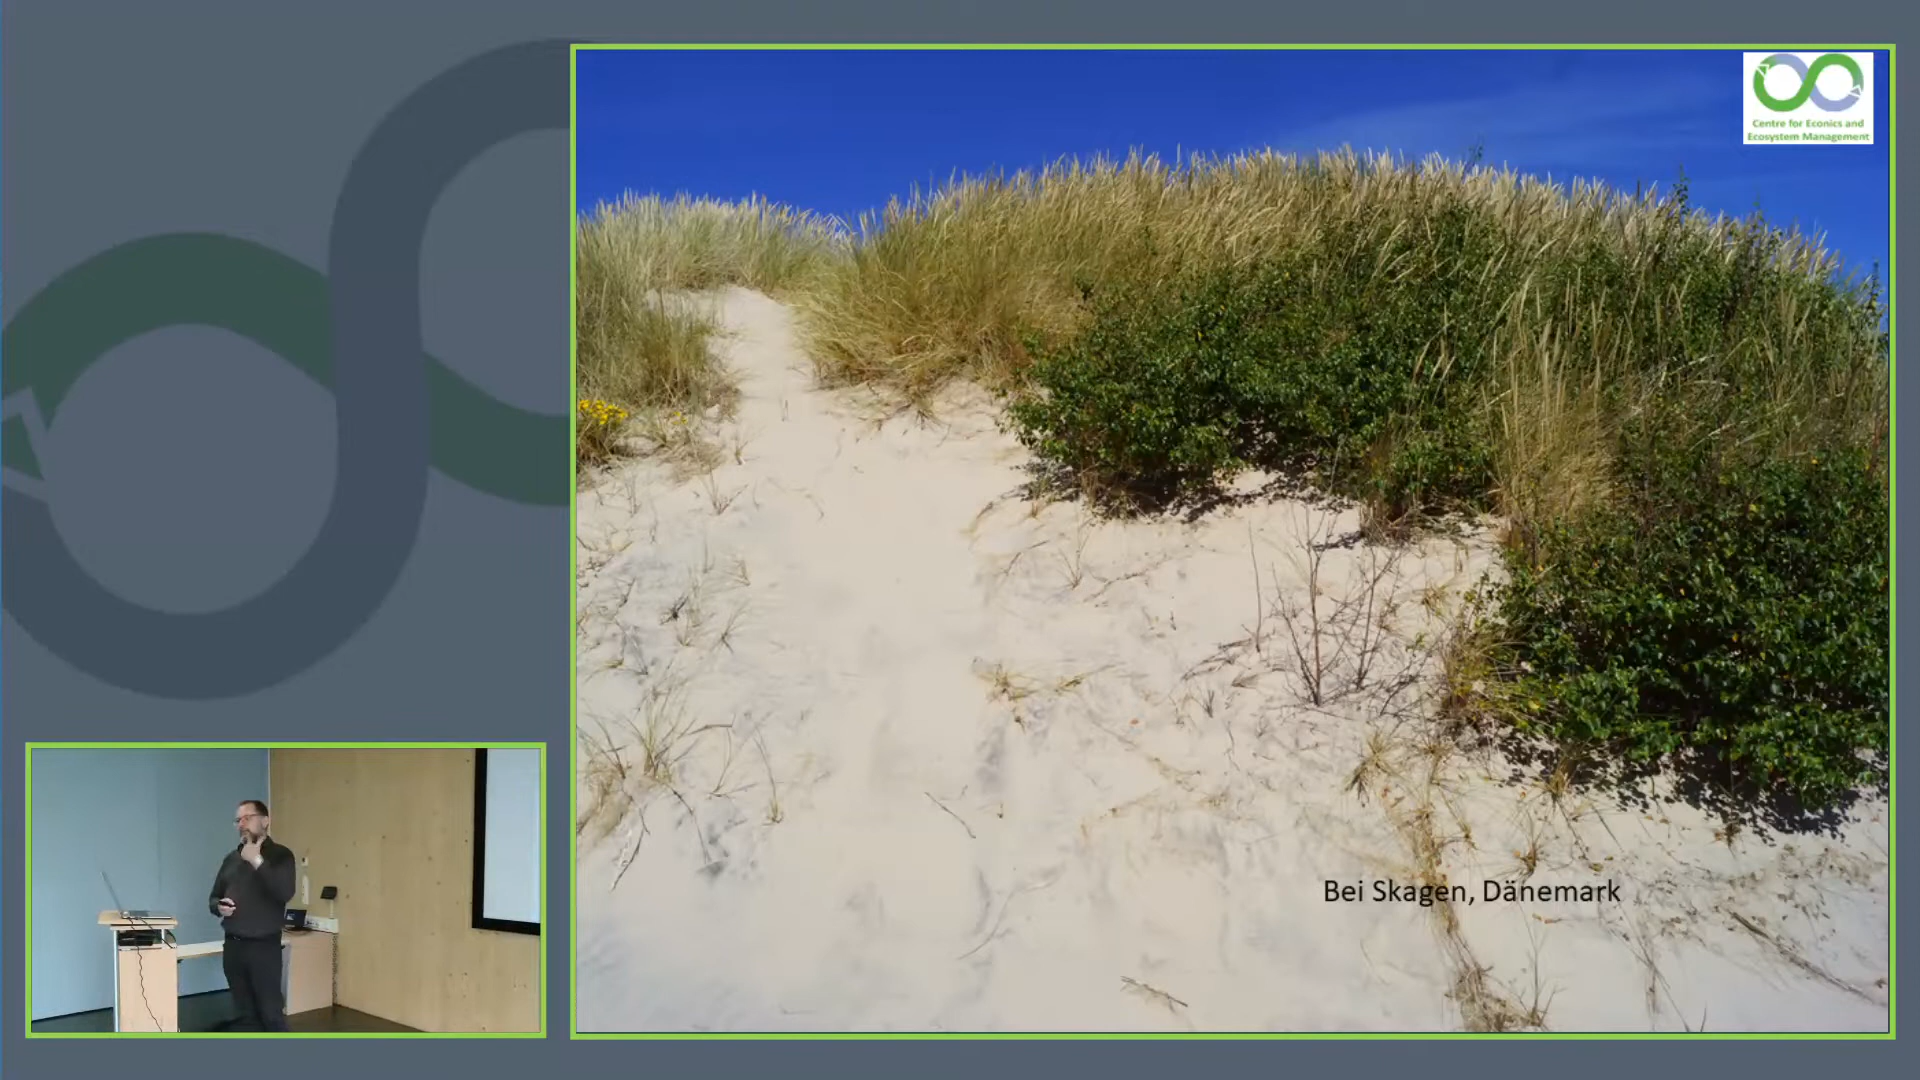 Centre for Econics and
Ecosystem Management
Bei Skagen, Dänemark